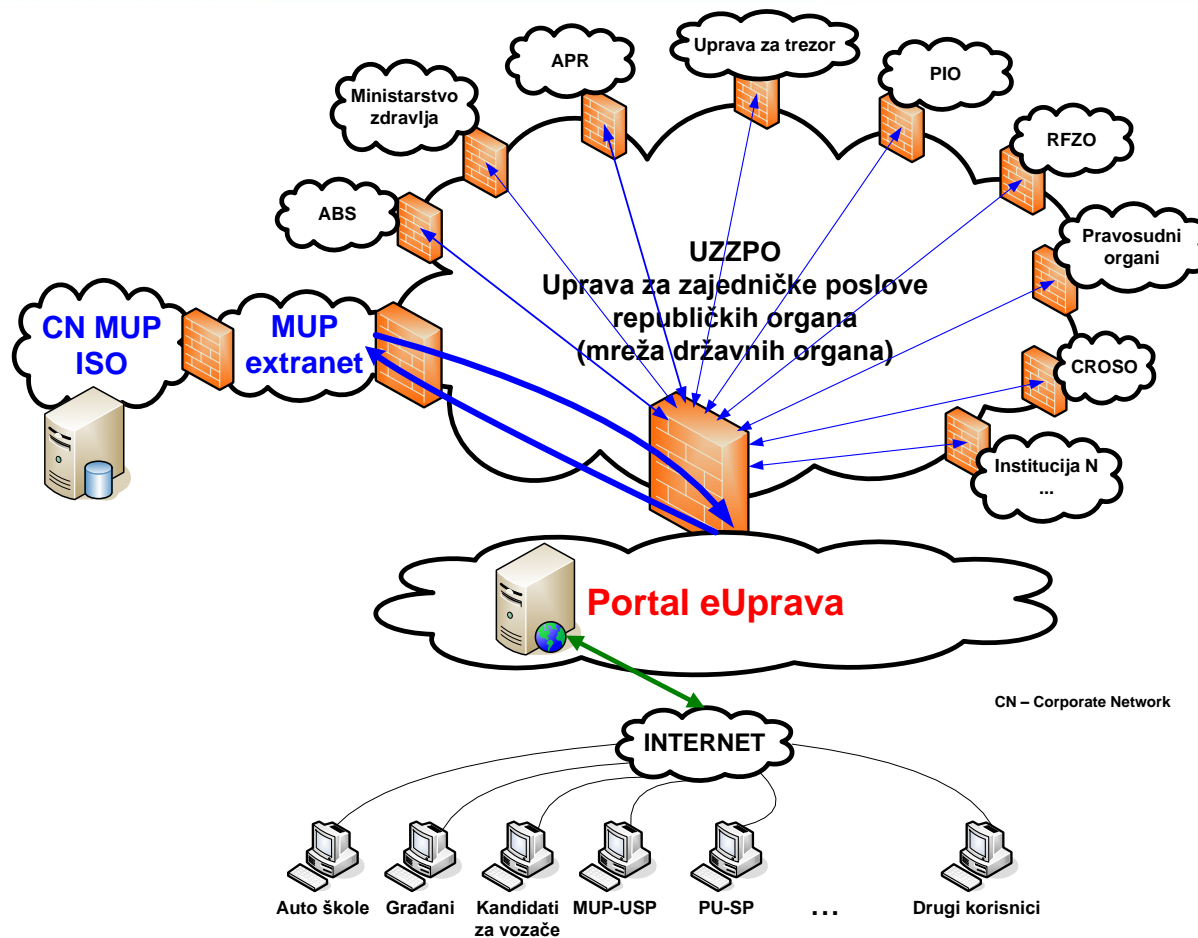 Uprava za trezor
APR
PIO
Ministarstvo
zdravlja
RFZO
ABS
Pravosudni
organi
UZZPO
Uprava za zajedničke poslove
republičkih organa
(mreža državnih organa)
CN MUP
ISO
MUP
extranet
CROSO
Institucija N
...
Portal eUprava
CN – Corporate Network
INTERNET
Auto škole
Građani
Kandidati
za vozače
MUP-USP
PU-SP
...
Drugi korisnici